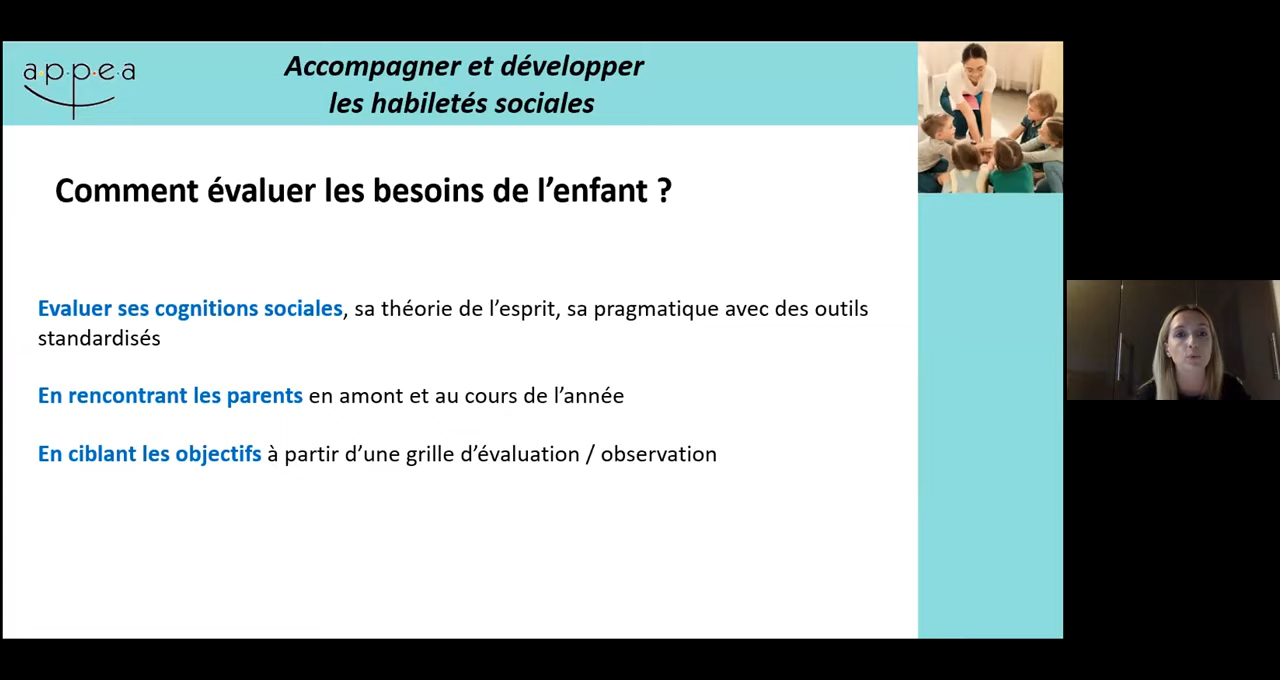 a·p·p·e·a
Accompagner et développer
les habiletés sociales
Comment évaluer les besoins de l’enfant ?
Evaluer ses cognitions sociales, sa théorie de l’esprit, sa pragmatique avec des outils
standardisés
En rencontrant les parents en amont et au cours de l’année
En ciblant les objectifs à partir d’une grille d’évaluation / observation